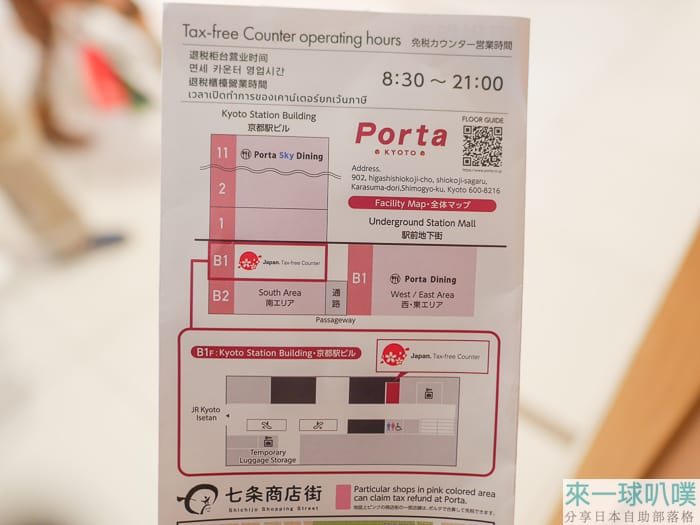 Tax-free Counter operating hours 免税カウンター営業時間
退税柜台营业时间
면세 카운터 영업시간
退稅櫃檯營業時間
เวลาเปิดทำการของเคาน์เตอร์ยกเว้นภาษี
8:30 ～ 21:00
Kyoto Station Building
京都駅ビル
11
Porta Sky Dining
2
1
B1
Japan. Tax-free Counter
B2
South Area
南エリア
通路
Passageway
Porta
KYOTO
FLOOR GUIDE
Address.
902, higashishiokoji-cho, shiokoji-sagaru,
Karasuma-dori,Shimogyo-ku, Kyoto 600-8216
Facility Map・全体マップ
Underground Station Mall
駅前地下街
B1
Porta Dining
West / East Area
西・東エリア
B1F：Kyoto Station Building・京都駅ビル
Japan. Tax-free Counter
JR Kyoto
Isetan
Temporary
Luggage Storage
七条商店街
Shichijo Shopping Street
Particular shops in pink colored area
can claim tax refund at Porta.
來一球叭噗
分享日本自助部落格